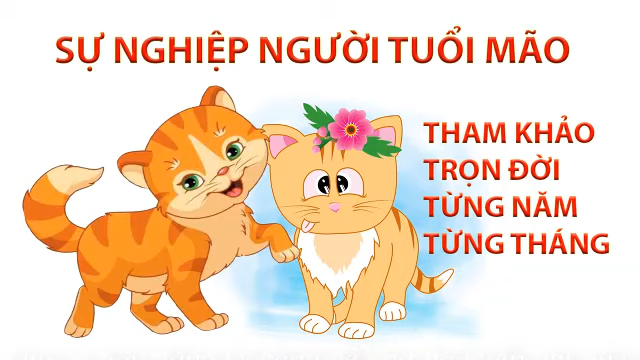 SỰ NGHIỆP NGƯỜI TUỔI MÃO
THAM KHẢO
TRỌN ĐỜI
TỪNG NĂM
TỪNG THÁNG